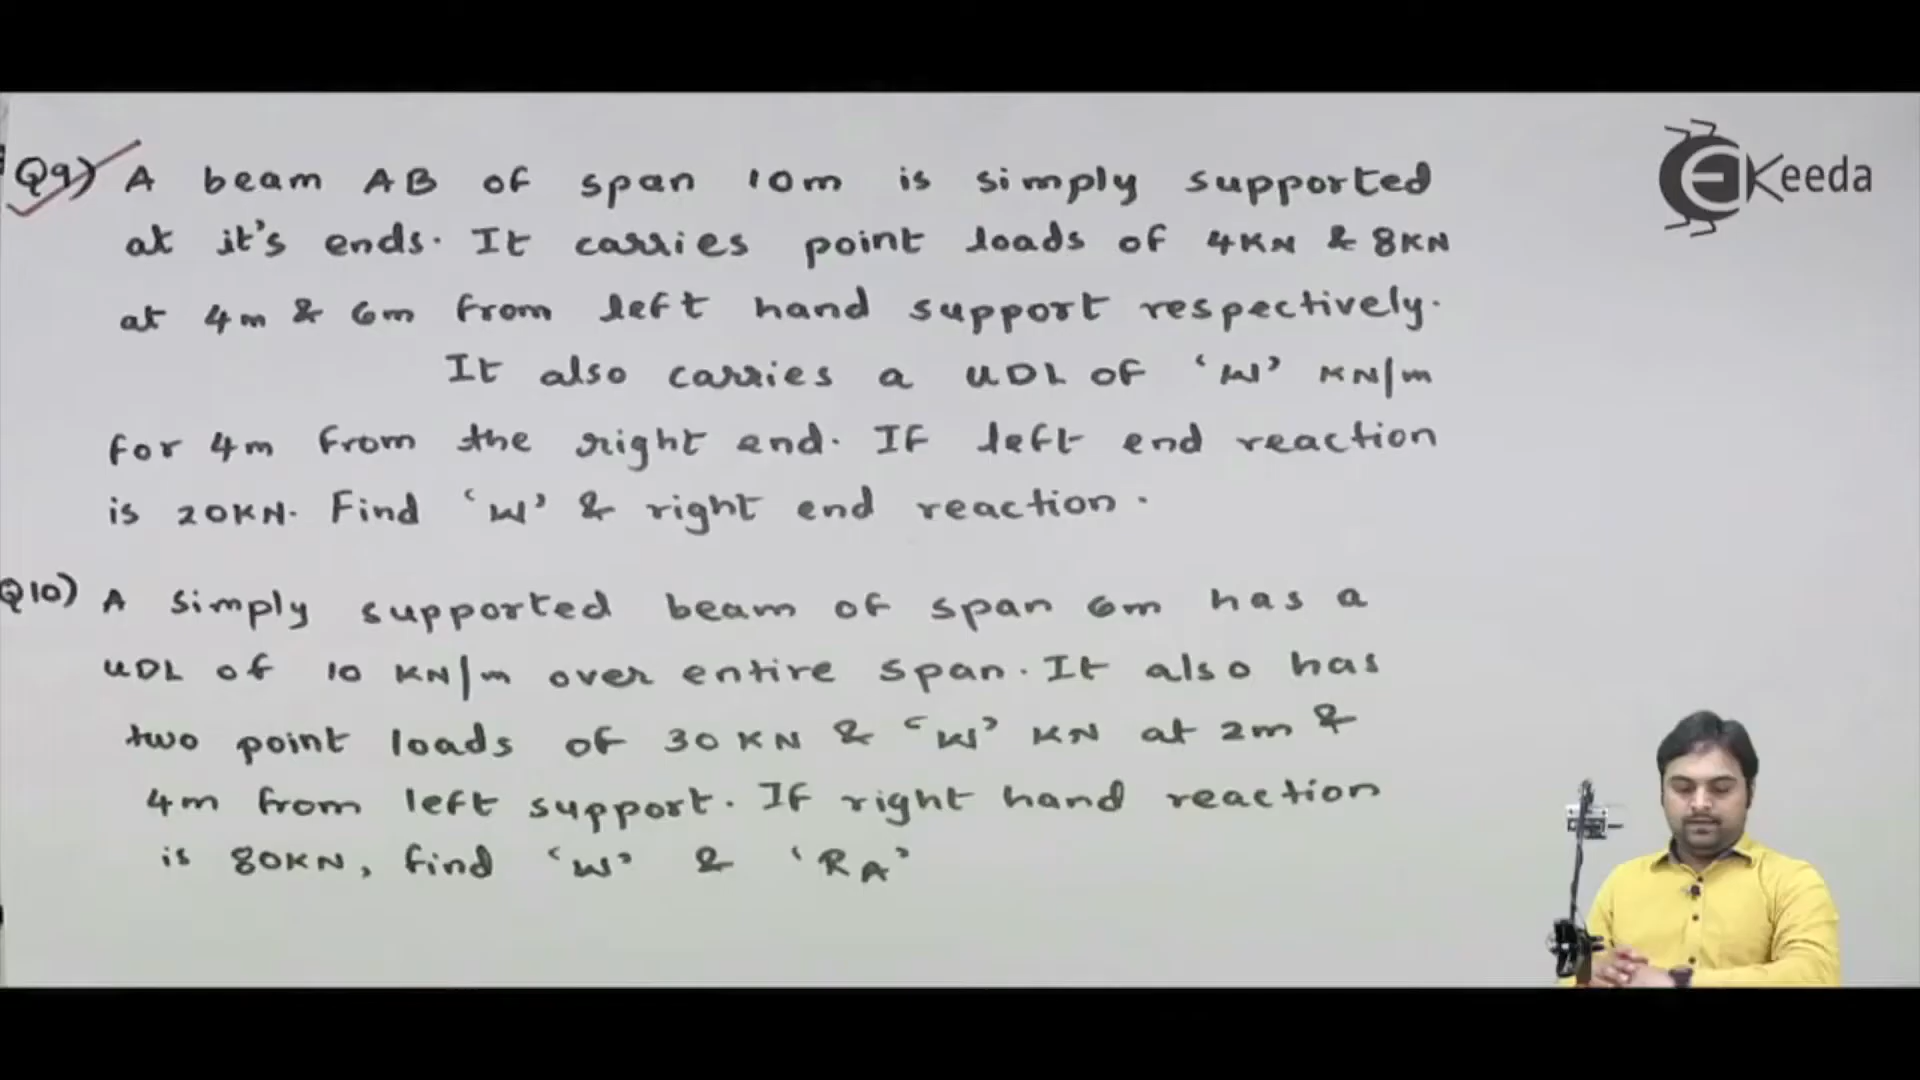 Q9) A beam AB of span 10m is simply supported
at it's ends. It carries point loads of 4KN & 8KN
at 4m & 6m from left hand support respectively.
It also carries a UDL of 'W' KN/m
for 4m from the right end. If left end reaction
is 20KN. Find 'W' & right end reaction.
Q10) A simply supported beam of span 6m has a
UDL of 10 KN/m over entire span. It also has
two point loads of 30 KN & 'W' KN at 2m &
4m from left support. If right hand reaction
is 80KN, find 'W' & 'RA'
EKeeda